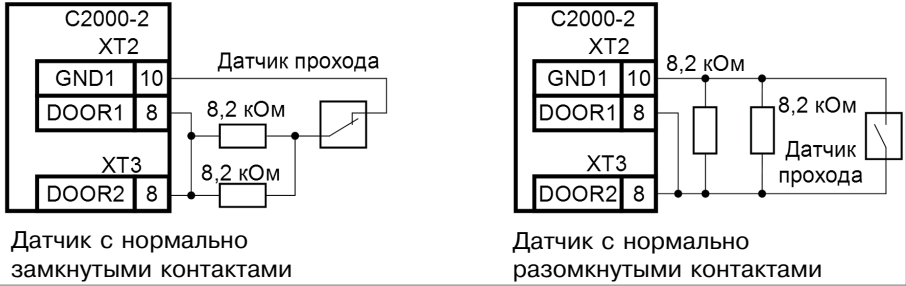 С2000-2
XT2
Датчик прохода
GND1 10
8,2 кОм
DOOR1 8
XT3
8,2 кОм
DOOR2 8
Датчик с нормально
замкнутыми контактами
С2000-2
XT2
8,2 кОм
GND1 10
8,2 кОм
DOOR1 8
Датчик
прохода
XT3
DOOR2 8
Датчик с нормально
разомкнутыми контактами